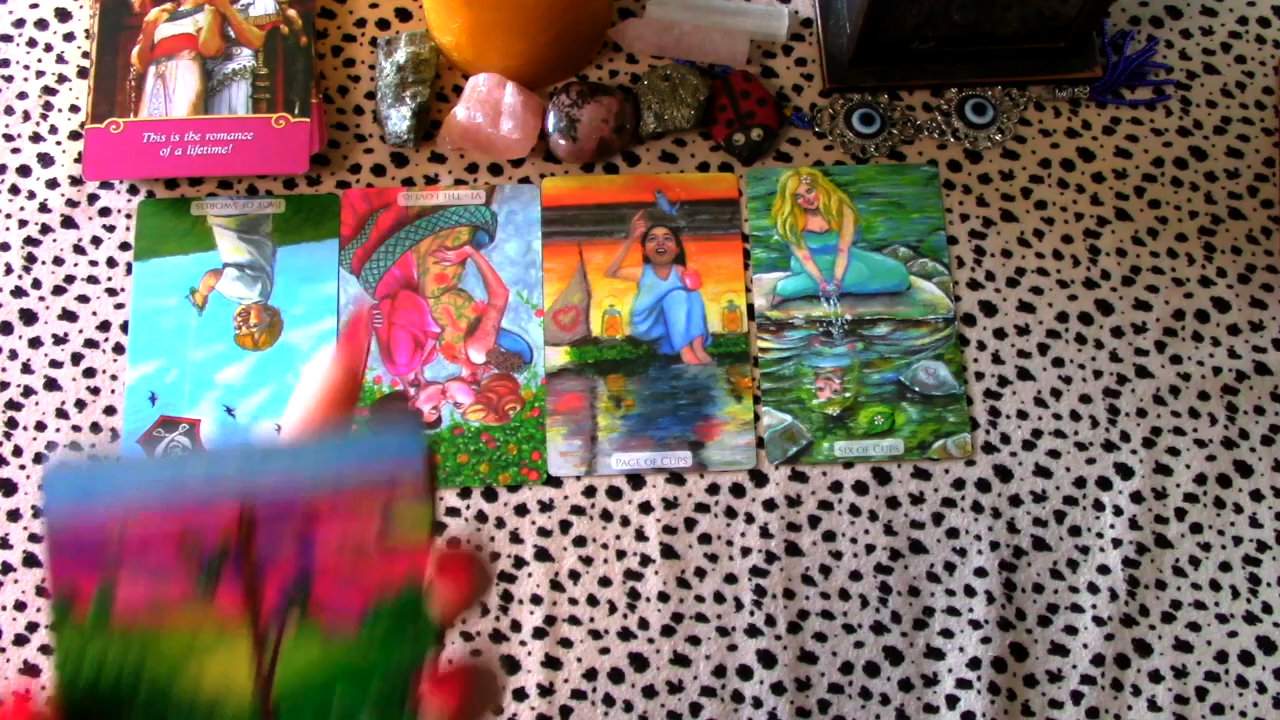 This is the romance
of a lifetime!
PAGE OF SWORDS
VI - THE LOVERS
PAGE OF CUPS
SIX OF CUPS